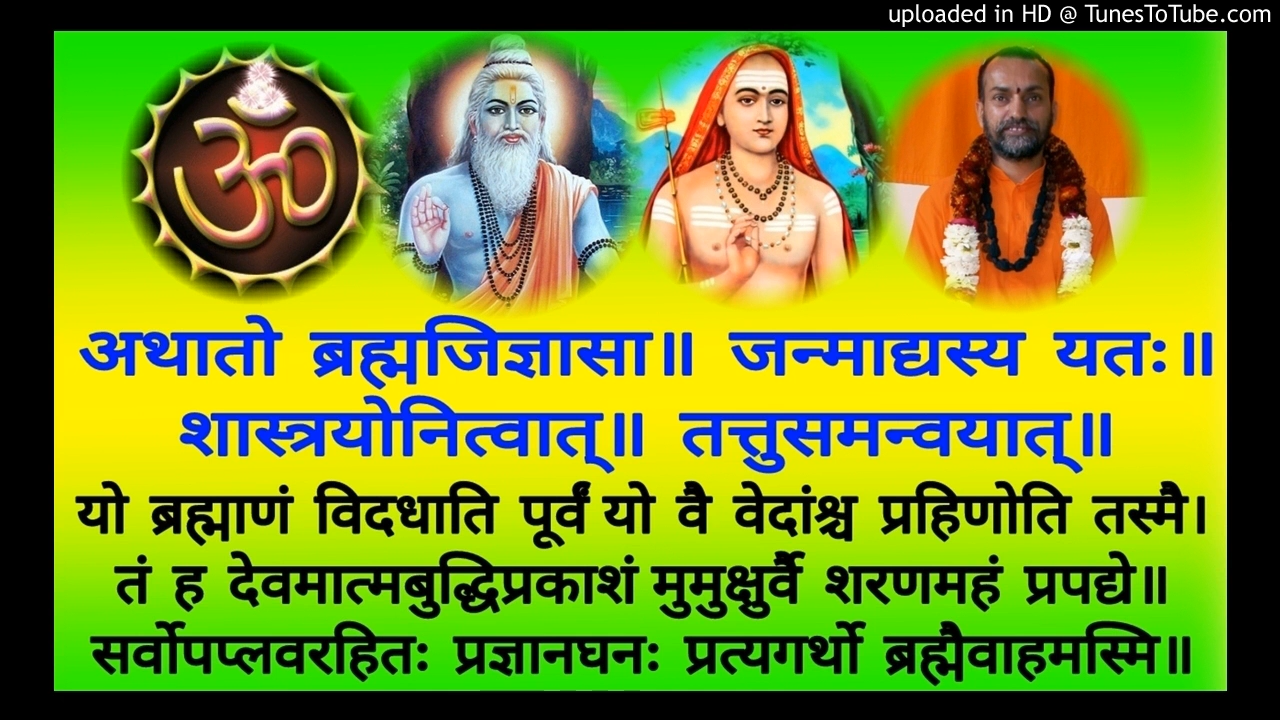 uploaded in HD @ TunesToTube.com
ॐ
अथातो ब्रह्मजिज्ञासा॥ जन्माद्यस्य यतः॥
शास्त्रयोनित्वात्॥ तत्तुसमन्वयात्॥
यो ब्रह्माणं विदधाति पूर्वं यो वै वेदांश्च प्रहिणोति तस्मै।
तं ह देवमात्मबुद्धिप्रकाशं मुमुक्षुर्वै शरणमहं प्रपद्ये॥
सर्वोपप्लवरहितः प्रज्ञानघनः प्रत्यगर्थो ब्रह्मैवाहमस्मि॥